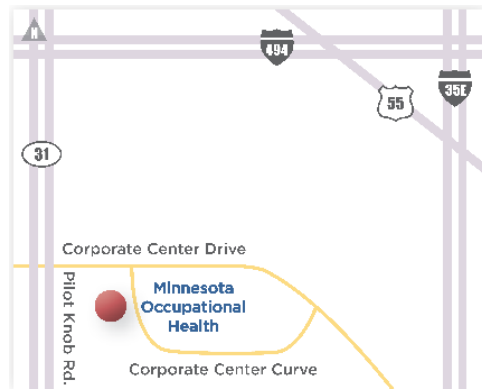 N
494
55
35E
31
Corporate Center Drive
Pilot Knob Rd.
Minnesota
Occupational
Health
Corporate Center Curve